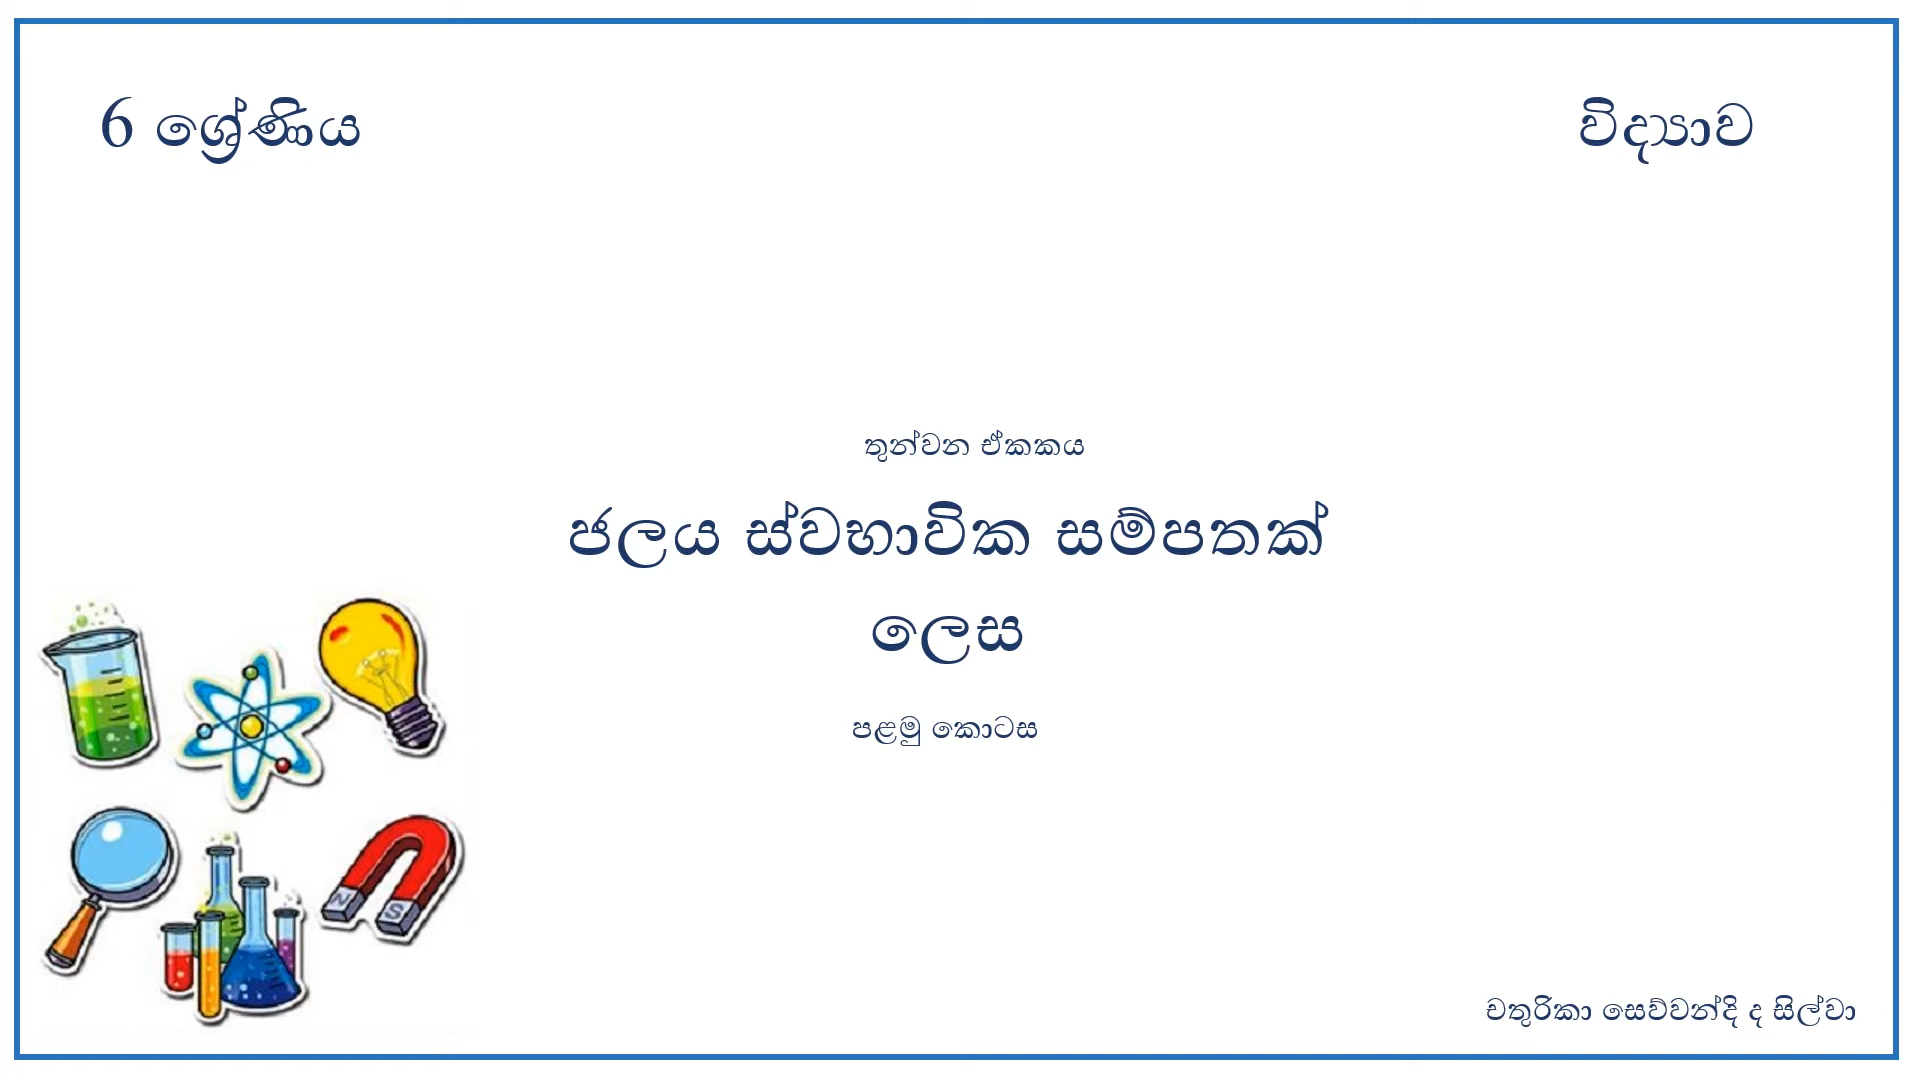 6 ශ්‍රේණිය
විද්‍යාව
තුන්වන ඒකකය
ජලය ස්වභාවික සම්පතක්
ලෙස
පළමු කොටස
N S
චතුරිකා සෙව්වන්දි ද සිල්වා